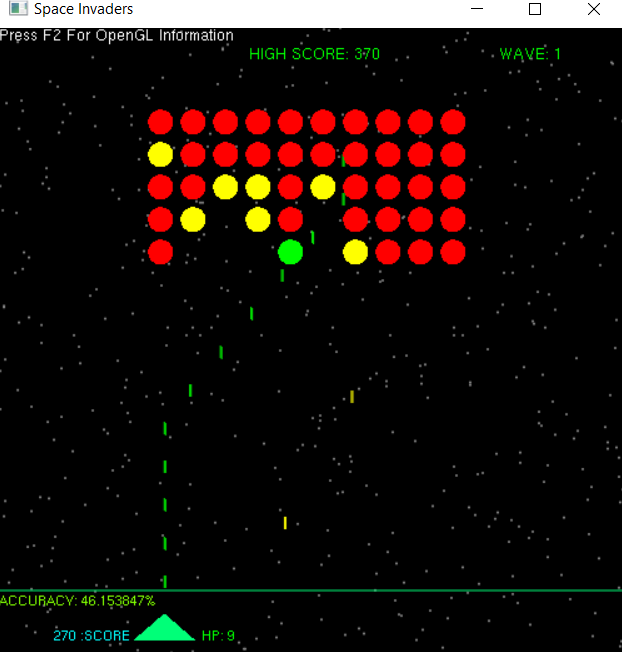 Space Invaders
Press F2 For OpenGL Information
HIGH SCORE: 370
WAVE: 1
ACCURACY: 46.153847%
270 :SCORE
HP: 9